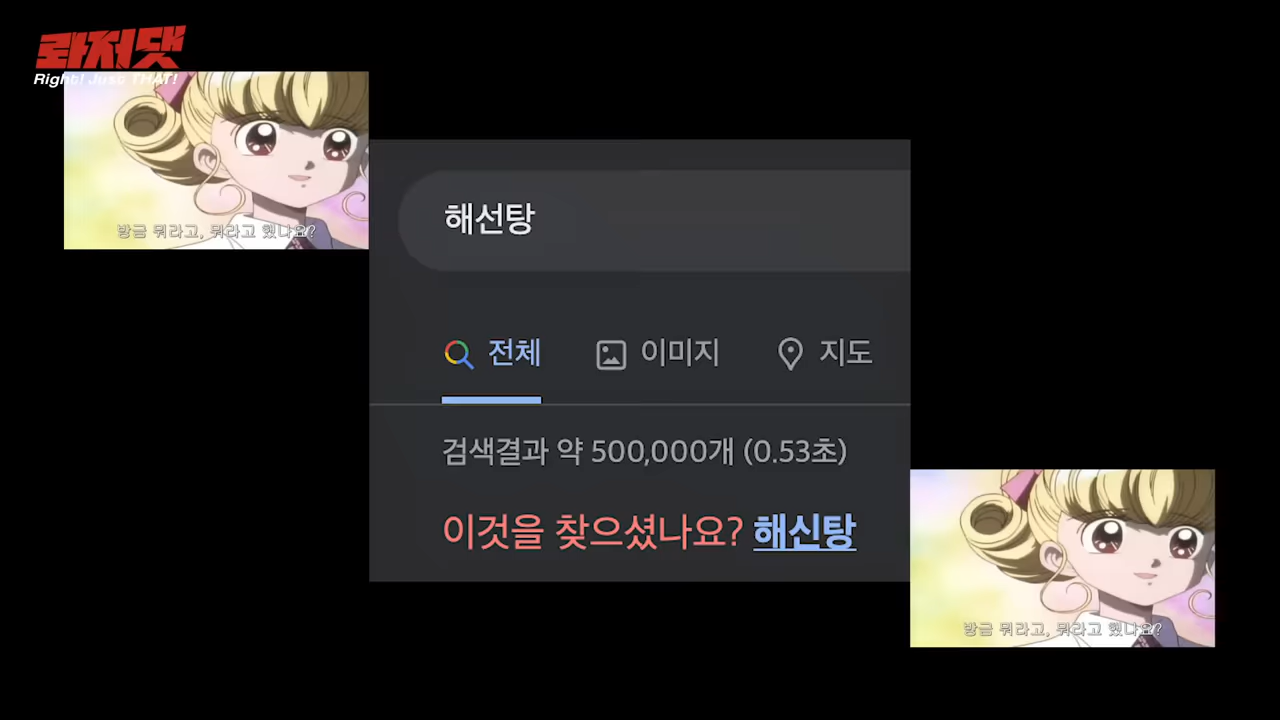 롸저댓
Right! Just THAT!
방금 뭐라고, 뭐라고 했나요?
해선탕
전체 이미지 지도
검색결과 약 500,000개 (0.53초)
이것을 찾으셨나요? 해신탕
방금 뭐라고, 뭐라고 했나요?